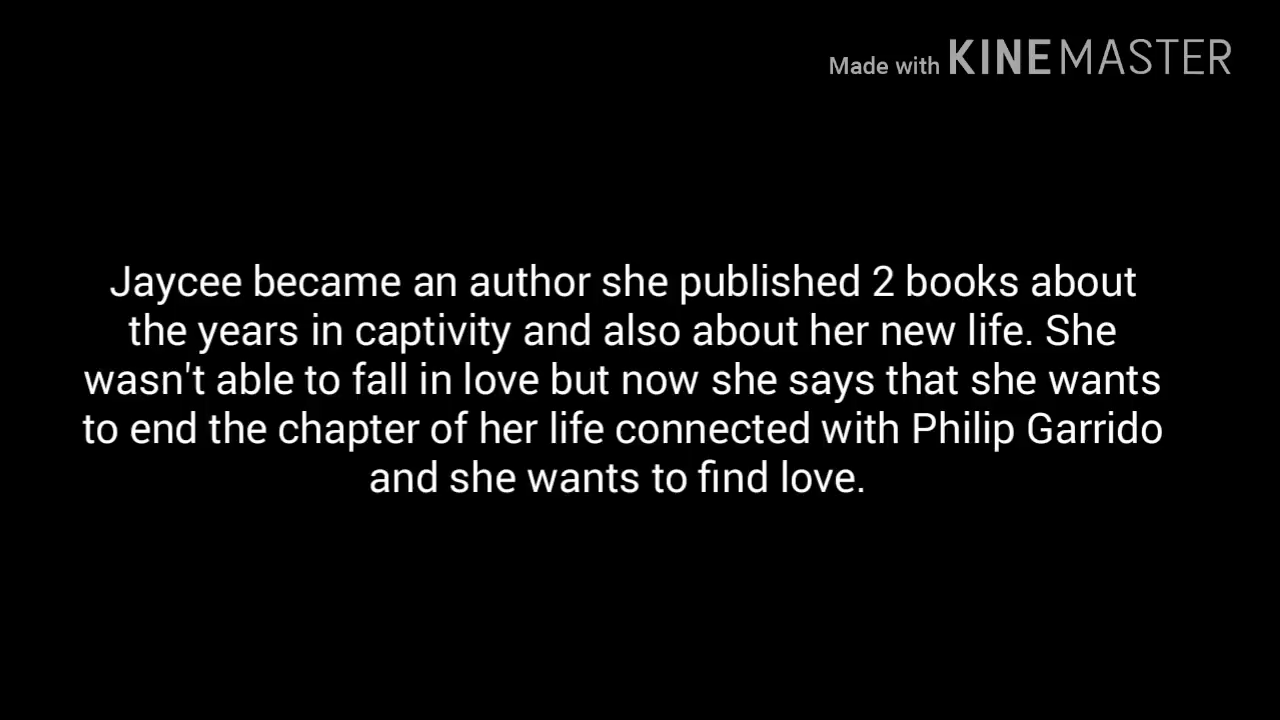 Made with KINEMASTER
Jaycee became an author she published 2 books about
the years in captivity and also about her new life. She
wasn't able to fall in love but now she says that she wants
to end the chapter of her life connected with Philip Garrido
and she wants to find love.